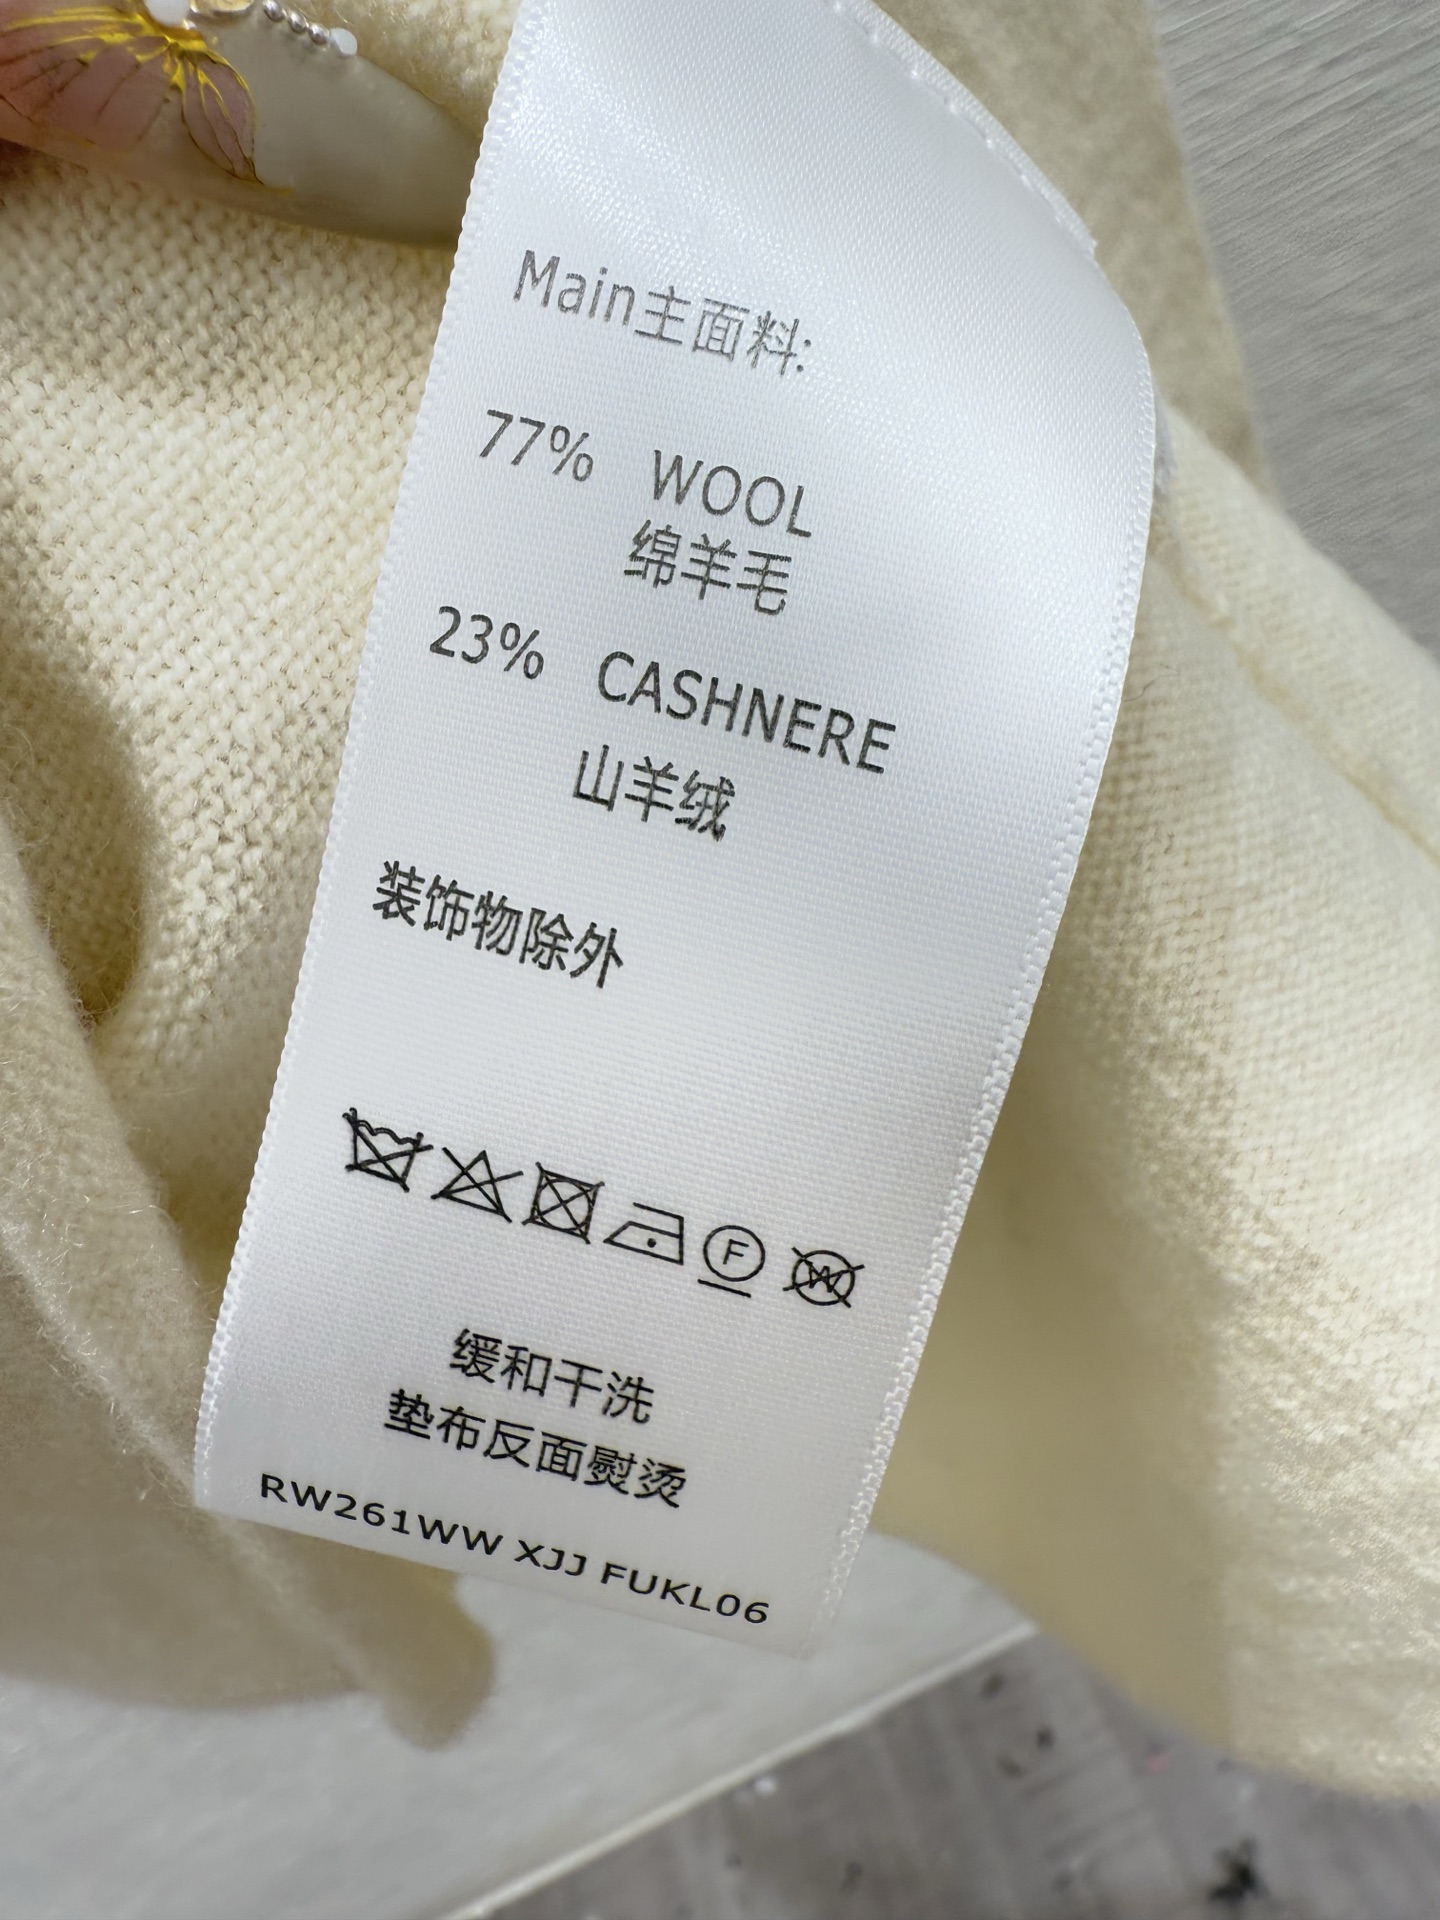 Main主面料:
77% WOOL
绵羊毛
23% CASHNERE
山羊绒
装饰物除外
F W
缓和干洗
垫布反面熨烫
RW261WW XJJ FUKL06